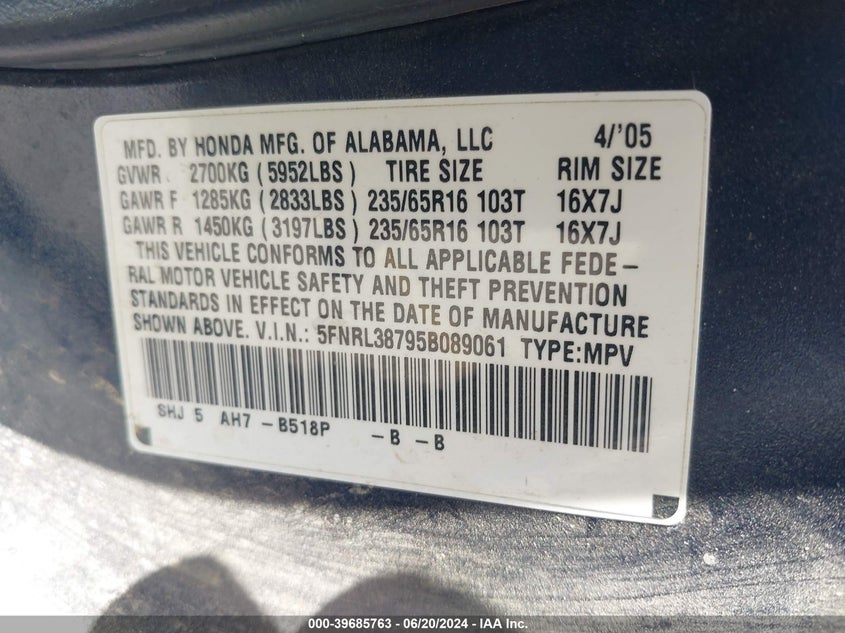 MFD. BY HONDA MFG. OF ALABAMA, LLC 4/'05
GVWR. 2700KG (5952LBS) TIRE SIZE RIM SIZE
GAWR F 1285KG (2833LBS) 235/65R16 103T 16X7J
GAWR R 1450KG (3197LBS) 235/65R16 103T 16X7J
THIS VEHICLE CONFORMS TO ALL APPLICABLE FEDE-
RAL MOTOR VEHICLE SAFETY AND THEFT PREVENTION
STANDARDS IN EFFECT ON THE DATE OF MANUFACTURE
SHOWN ABOVE. V.I.N.: 5FNRL38795B089061 TYPE:MPV
SHJ 5 AH7 -B518P -B -B
000-39685763 - 06/20/2024 - IAA Inc.